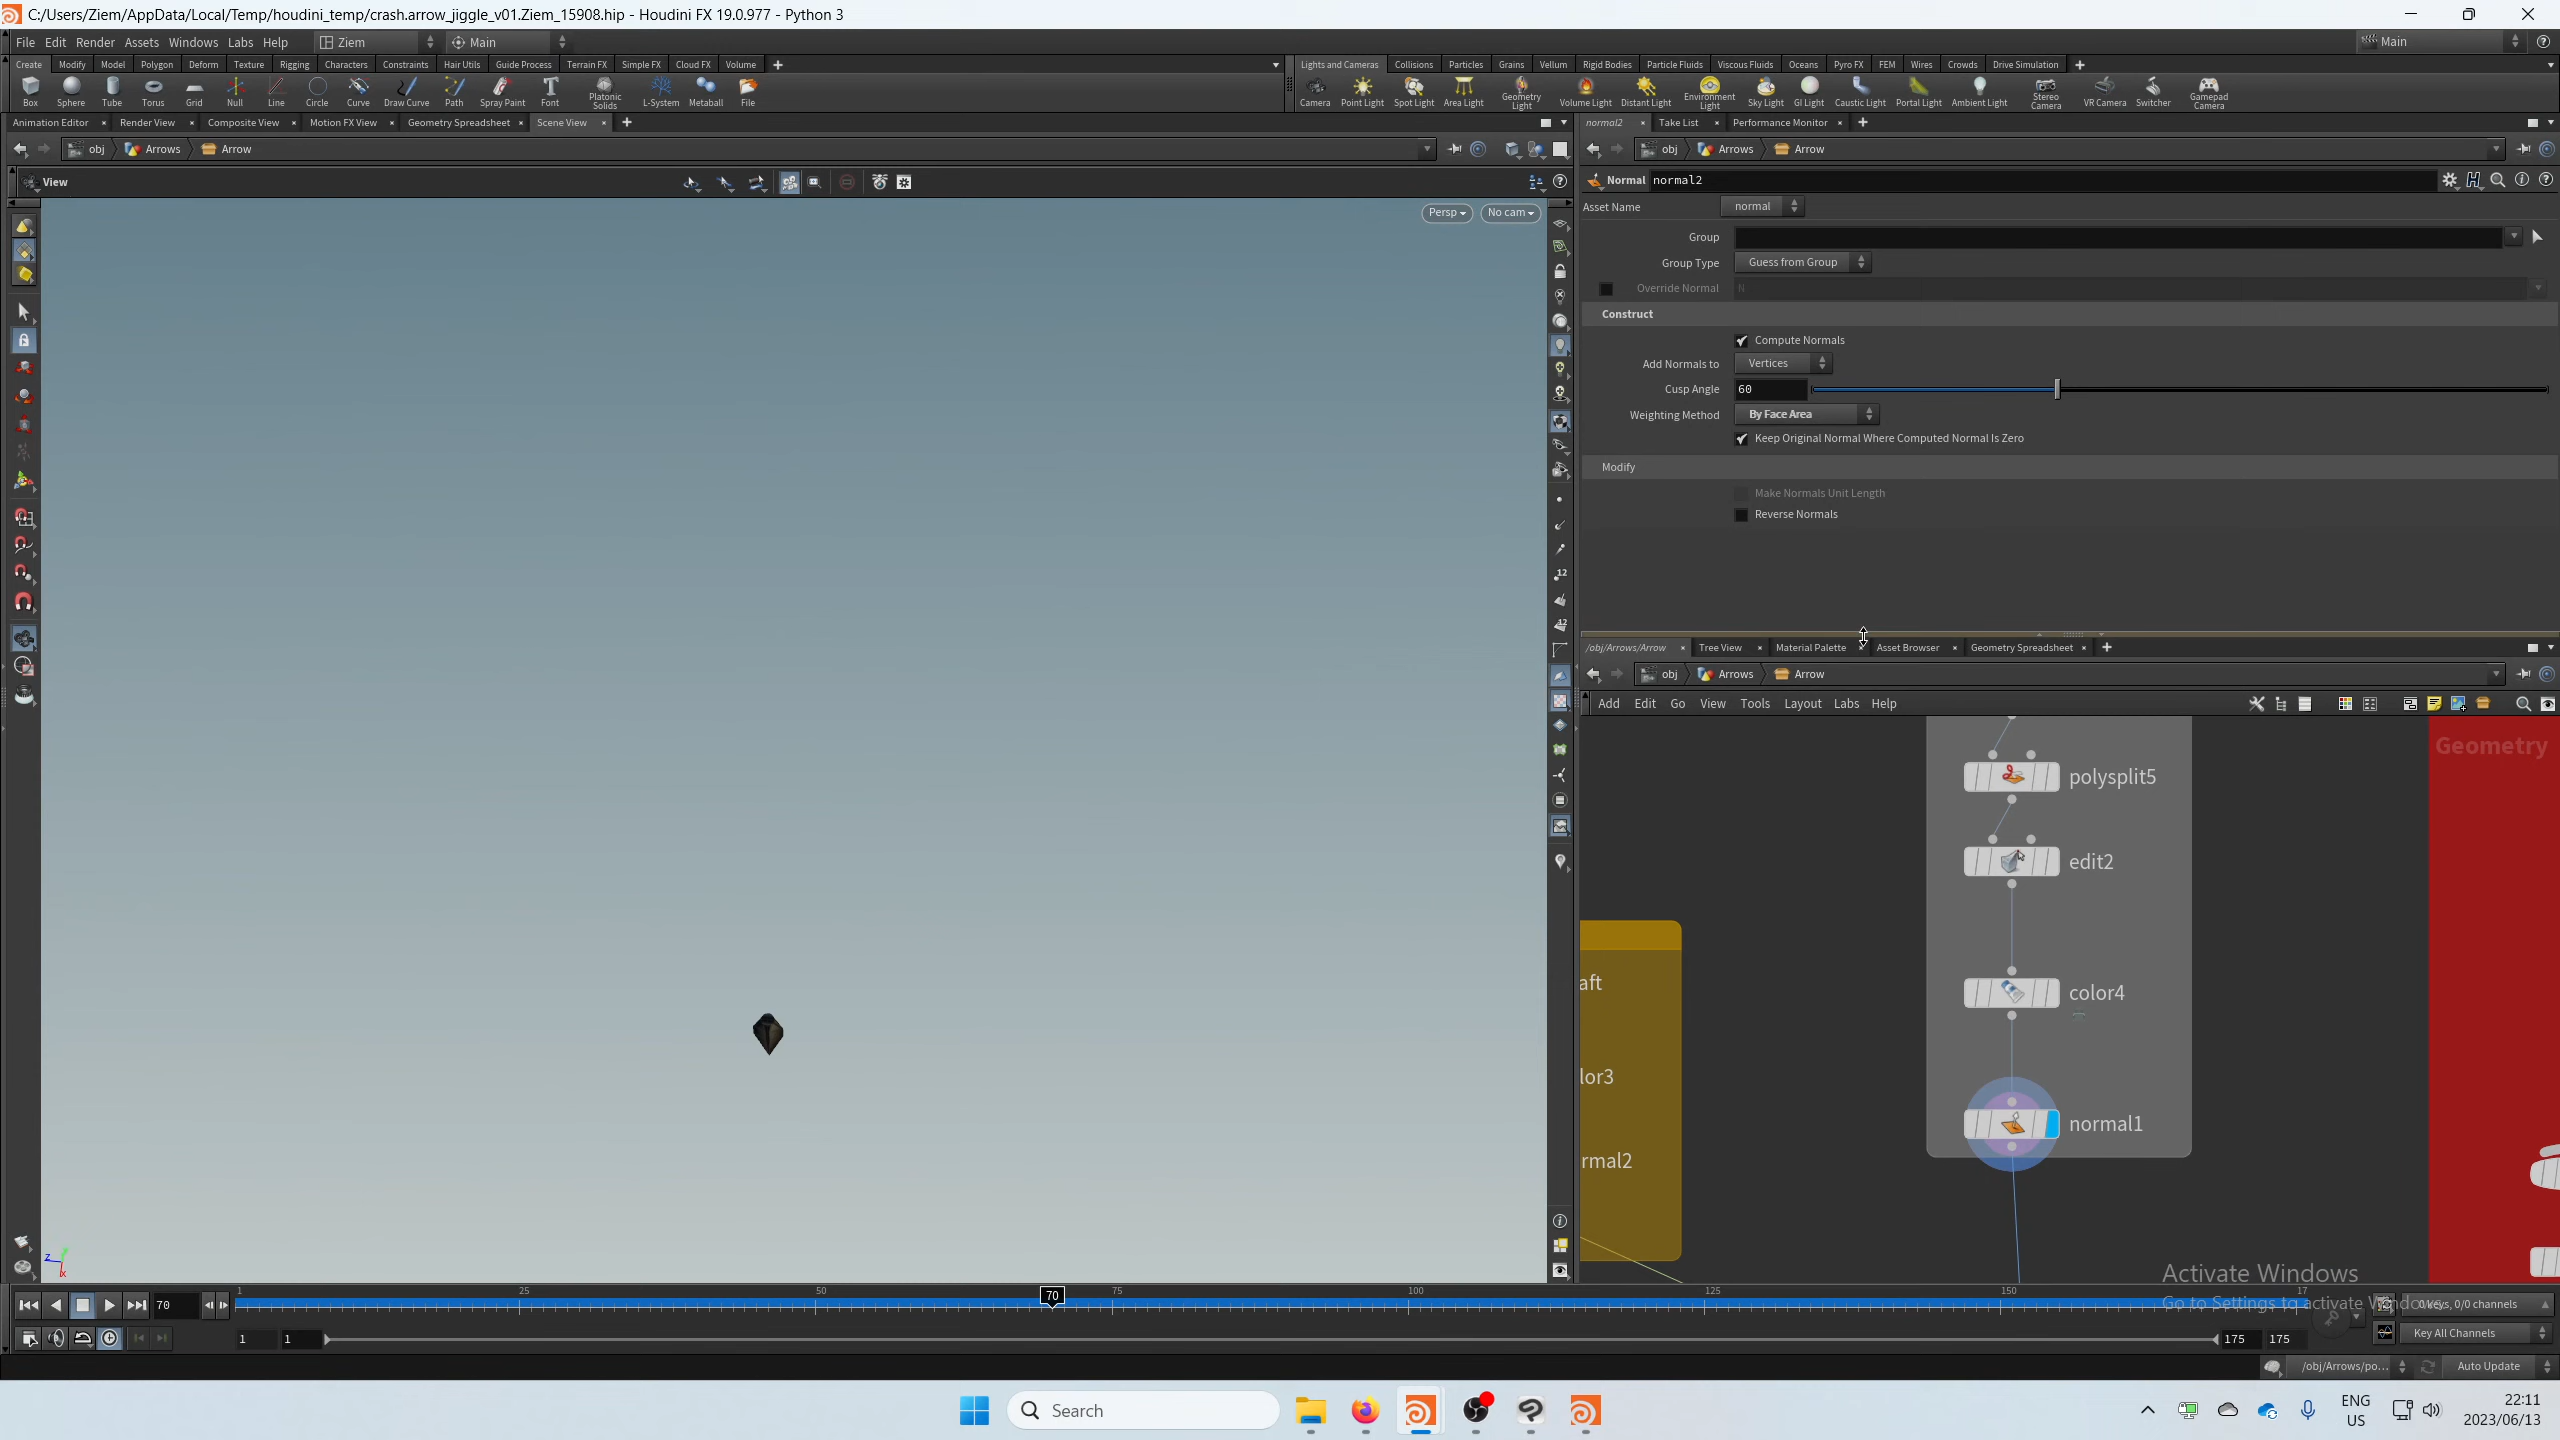 C:/Users/Ziem/AppData/Local/Temp/houdini_temp/crash.arrow_jiggle_v01.Ziem_15908.hip - Houdini FX 19.0.977 - Python 3
File Edit Render Assets Windows Labs Help Ziem Main Main
Create Modify Model Polygon Deform Texture Rigging Characters Constraints Hair Utils Guide Process Terrain FX Simple FX Cloud FX Volume
Lights and Cameras Collisions Particles Grains Vellum Rigid Bodies Particle Fluids Viscous Fluids Oceans Pyro FX FEM Wires Crowds Drive Simulation
Box Sphere Tube Torus Grid Null Line Circle Curve Draw Curve Path Spray Paint Font Platonic Solids L-System Metaball File
Camera Point Light Spot Light Area Light Geometry Light Volume Light Distant Light Environment Light Sky Light GI Light Caustic Light Portal Light Ambient Light Stereo Camera VR Camera Switcher Gamepad Camera
Animation Editor Render View Composite View Motion FX View Geometry Spreadsheet Scene View
normal2 Take List Performance Monitor
obj Arrows Arrow
obj Arrows Arrow
View
Persp No cam
Normal normal2
Asset Name normal
Group
Group Type Guess from Group
Override Normal N
Construct
Compute Normals
Add Normals to Vertices
Cusp Angle 60
Weighting Method By Face Area
Keep Original Normal Where Computed Normal Is Zero
Modify
Make Normals Unit Length
Reverse Normals
/obj/Arrows/Arrow Tree View Material Palette Asset Browser Geometry Spreadsheet
obj Arrows Arrow
Add Edit Go View Tools Layout Labs Help
Geometry
polysplit5
edit2
aft
color4
lor3
normal1
rmal2
12
12
z
x
Activate Windows
Go to Settings to activate Windows.
70
1 25 50 70 75 100 125 150 17
0 keys, 0/0 channels
1 1 175 175
Key All Channels
/obj/Arrows/po... Auto Update
Search
ENG
US
22:11
2023/06/13